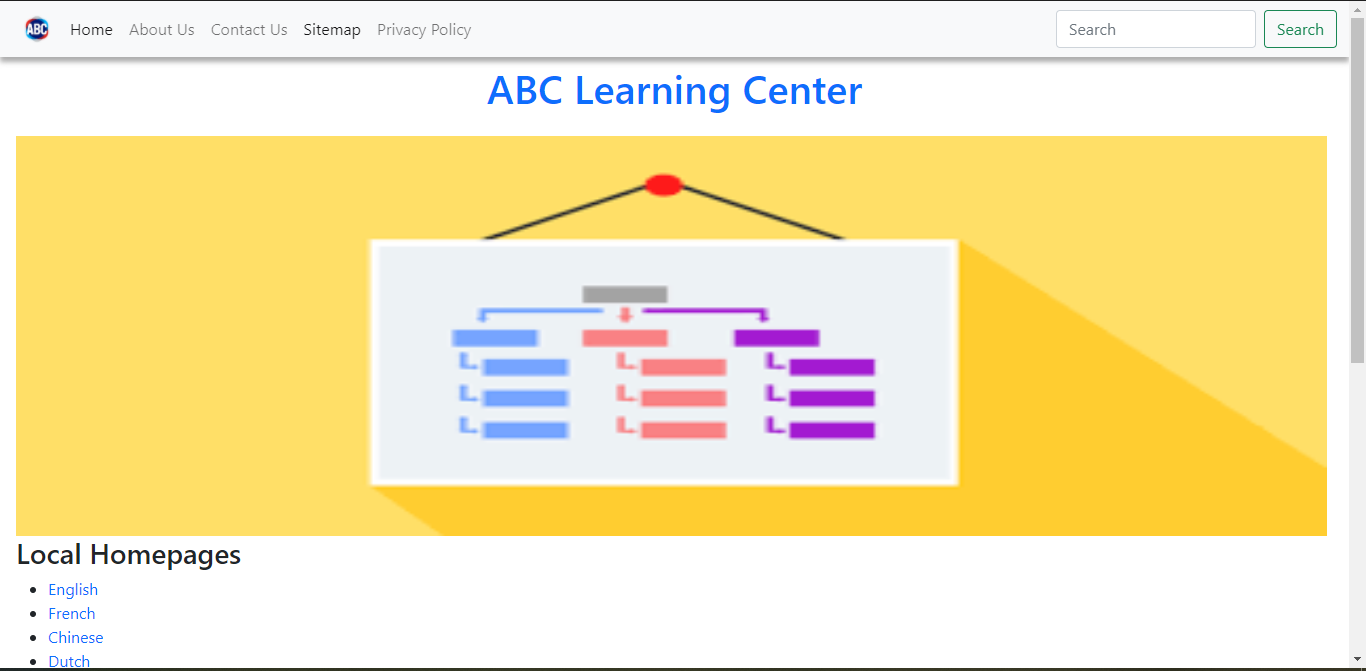 ABC Home About Us Contact Us Sitemap Privacy Policy Search Search
ABC Learning Center
Local Homepages
English
French
Chinese
Dutch